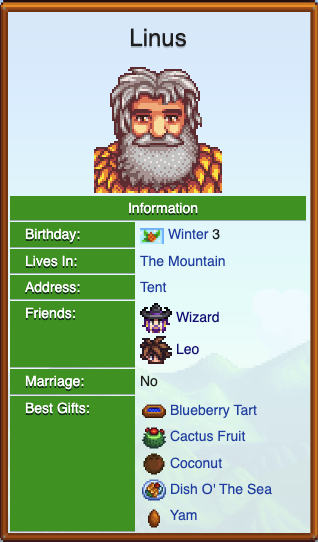 Linus
Information
Birthday: Winter 3
Lives In: The Mountain
Address: Tent
Friends: Wizard
Leo
Marriage: No
Best Gifts: Blueberry Tart
Cactus Fruit
Coconut
Dish O' The Sea
Yam